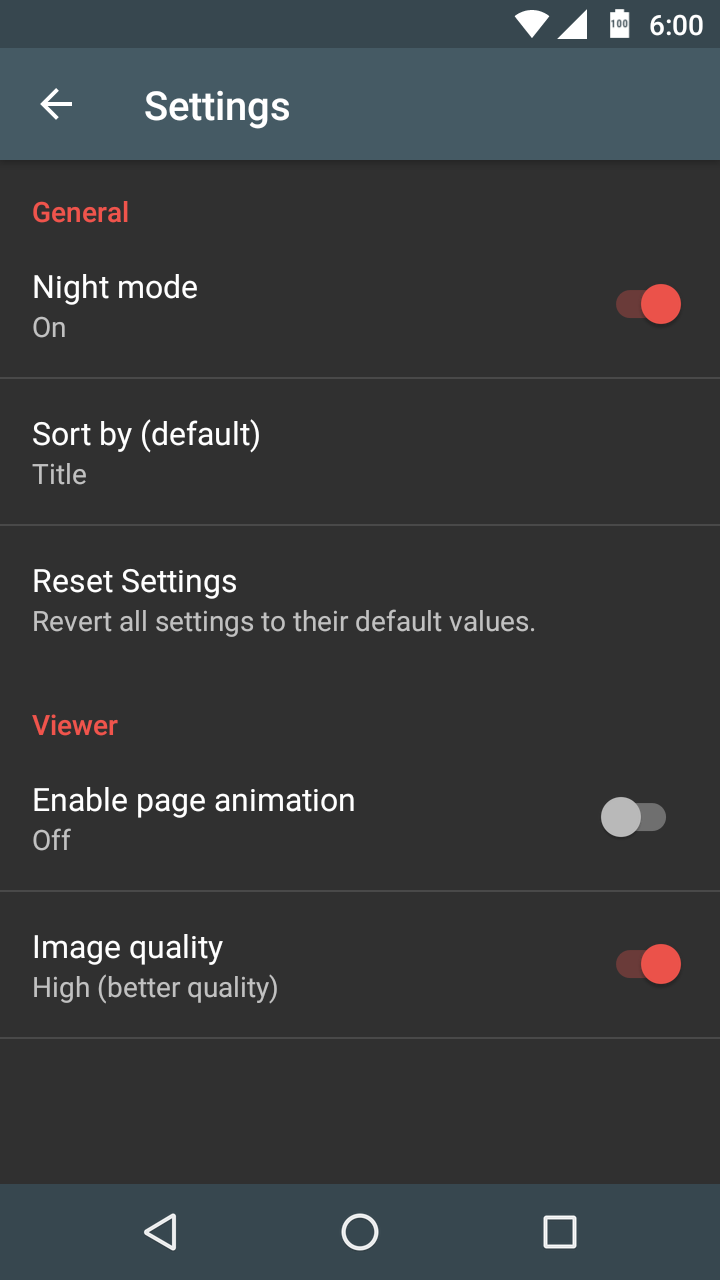 100 6:00
Settings
General
Night mode
On
Sort by (default)
Title
Reset Settings
Revert all settings to their default values.
Viewer
Enable page animation
Off
Image quality
High (better quality)